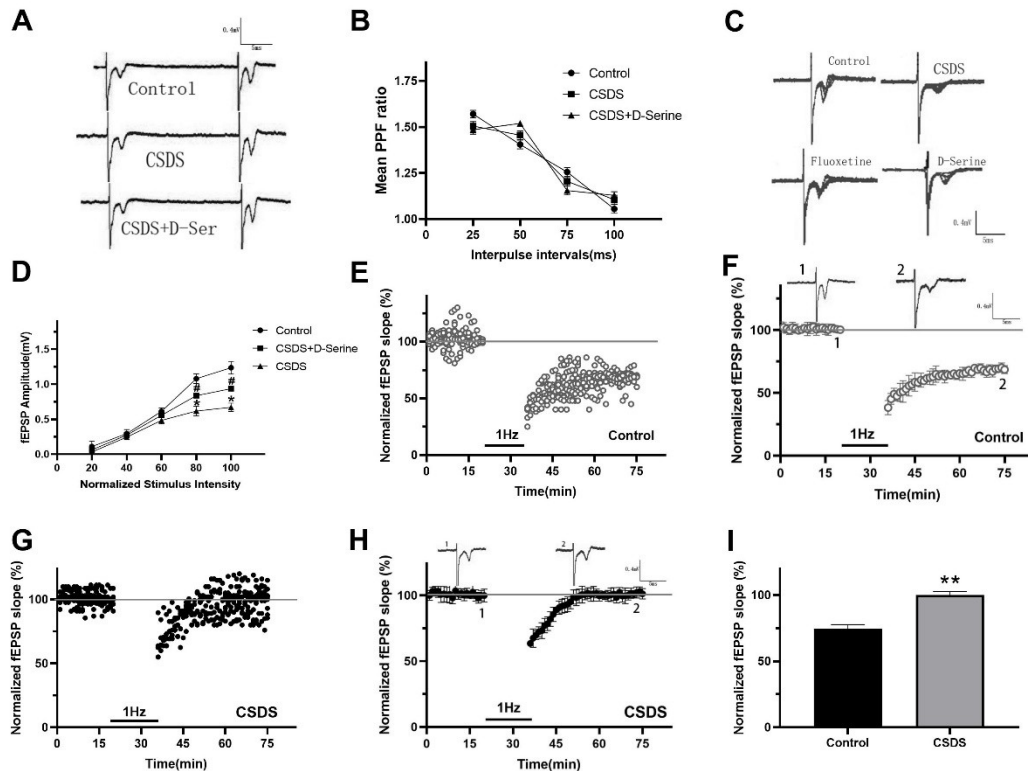 A
0.4mV
5ms
Control
CSDS
CSDS+D-Ser
B
Mean PPF ratio
1.75
1.50
1.25
1.00
0
25
50
75
100
Interpulse intervals(ms)
Control
CSDS
CSDS+D-Serine
C
Control
CSDS
Fluoxetine
D-Serine
0.4mV
5ms
D
fEPSP Amplitude(mV)
1.5
1.0
0.5
0.0
0
20
40
60
80
100
Normalized Stimulus Intensity
Control
CSDS+D-Serine
CSDS
#
*
#
*
E
Normalized fEPSP slope (%)
100
50
0
0
15
30
45
60
75
Time(min)
1Hz
Control
F
Normalized fEPSP slope (%)
100
50
0
0
15
30
45
60
75
Time(min)
1
2
0.4mV
5ms
1
2
1Hz
Control
G
Normalized fEPSP slope (%)
100
50
0
0
15
30
45
60
75
Time(min)
1Hz
CSDS
H
Normalized fEPSP slope (%)
100
50
0
0
15
30
45
60
75
Time(min)
1
2
0.4mV
5ms
1
2
1Hz
CSDS
I
Normalized fEPSP slope (%)
100
50
0
**
Control
CSDS